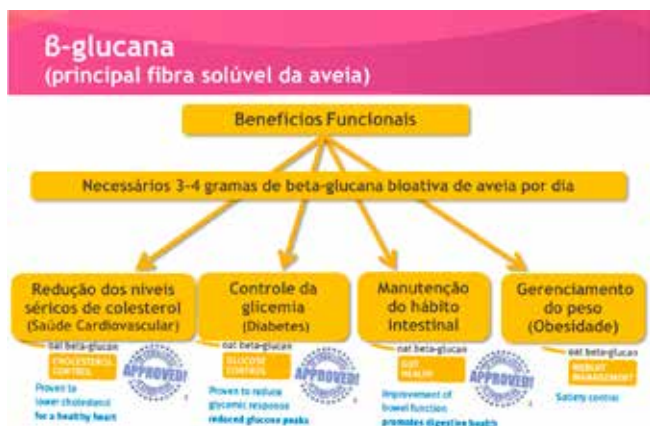 ß-glucana
(principal fibra solúvel da aveia)
Benefícios Funcionais
Necessários 3-4 gramas de beta-glucana bioativa de aveia por dia
Redução dos níveis
séricos de colesterol
(Saúde Cardiovascular)
Controle da
glicemia
(Diabetes)
Manutenção
do hábito
intestinal
Gerenciamento
do peso
(Obesidade)
oat beta-glucan
CHOLESTEROL
CONTROL
APPROVED!
Proven to
lower cholesterol
for a healthy heart
oat beta-glucan
GLUCOSE
CONTROL
APPROVED!
Proven to reduce
glycemic response
reduced glucose peaks
oat beta-glucan
GUT
HEALTH
APPROVED!
Improvement of
bowel function
promotes digestive health
oat beta-glucan
WEIGHT
MANAGEMENT
Satiety control